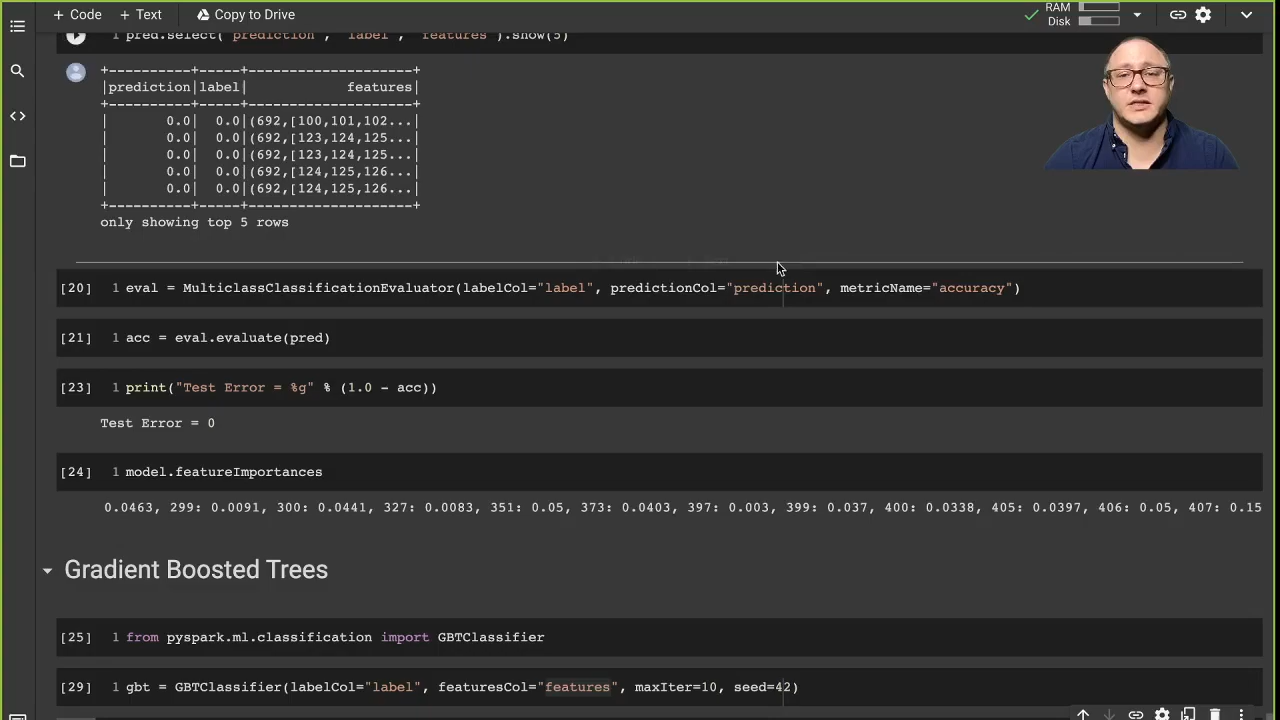 + Code + Text Copy to Drive RAM
Disk
1 pred.select("prediction", "label", "features").show(5)
+----------+-----+--------------------+
|prediction|label|            features|
+----------+-----+--------------------+
|       0.0|  0.0|(692,[100,101,102...|
|       0.0|  0.0|(692,[123,124,125...|
|       0.0|  0.0|(692,[123,124,125...|
|       0.0|  0.0|(692,[124,125,126...|
|       0.0|  0.0|(692,[124,125,126...|
+----------+-----+--------------------+
only showing top 5 rows
[20] 1 eval = MulticlassClassificationEvaluator(labelCol="label", predictionCol="prediction", metricName="accuracy")
[21] 1 acc = eval.evaluate(pred)
[23] 1 print("Test Error = %g" % (1.0 - acc))
Test Error = 0
[24] 1 model.featureImportances
0.0463, 299: 0.0091, 300: 0.0441, 327: 0.0083, 351: 0.05, 373: 0.0403, 397: 0.003, 399: 0.037, 400: 0.0338, 405: 0.0397, 406: 0.05, 407: 0.15
Gradient Boosted Trees
[25] 1 from pyspark.ml.classification import GBTClassifier
[29] 1 gbt = GBTClassifier(labelCol="label", featuresCol="features", maxIter=10, seed=42)